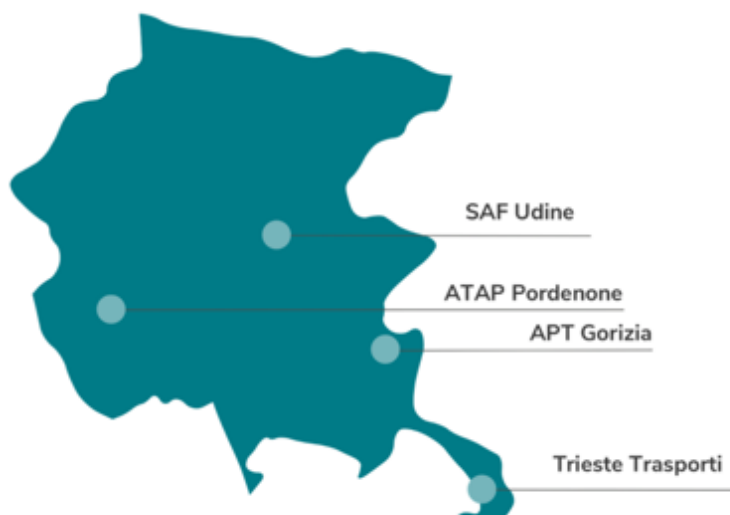 SAF Udine
ATAP Pordenone
APT Gorizia
Trieste Trasporti